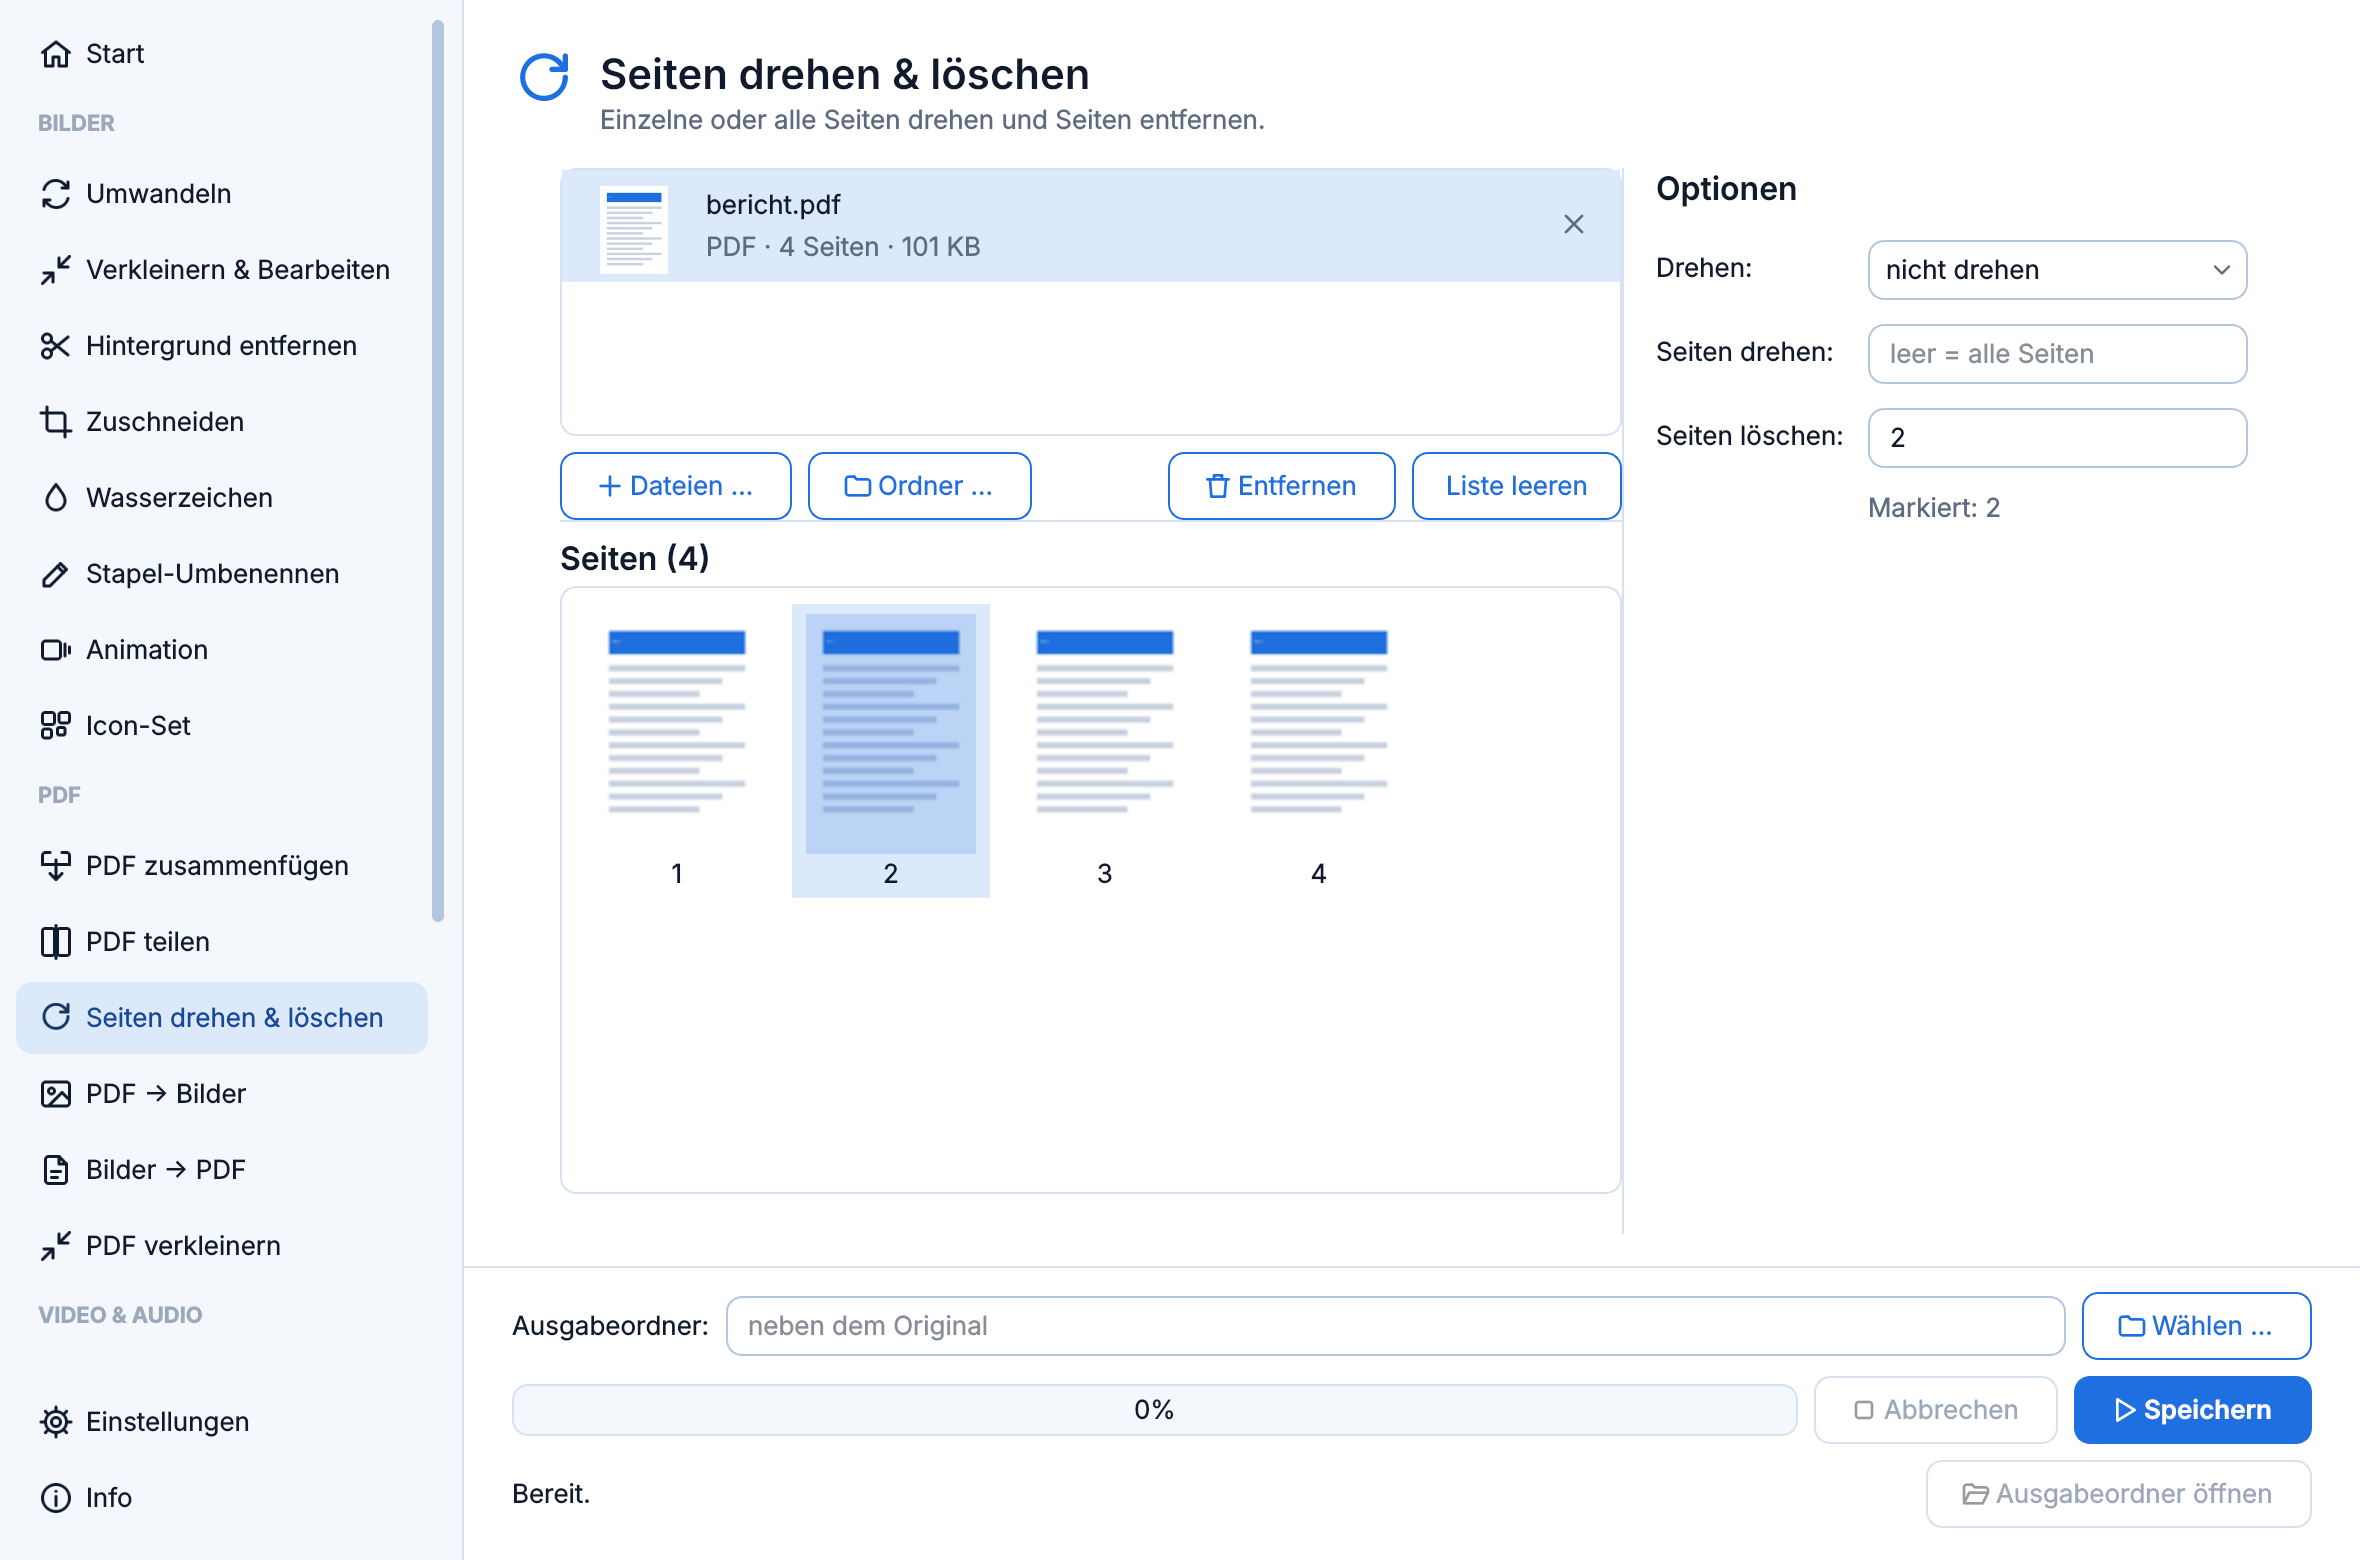 Start
BILDER
Umwandeln
Verkleinern & Bearbeiten
Hintergrund entfernen
Zuschneiden
Wasserzeichen
Stapel-Umbenennen
Animation
Icon-Set
PDF
PDF zusammenfügen
PDF teilen
Seiten drehen & löschen
PDF → Bilder
Bilder → PDF
PDF verkleinern
VIDEO & AUDIO
Einstellungen
Info
Seiten drehen & löschen
Einzelne oder alle Seiten drehen und Seiten entfernen.
bericht.pdf
PDF · 4 Seiten · 101 KB
Dateien ...
Ordner ...
Entfernen
Liste leeren
Seiten (4)
1
2
3
4
Optionen
Drehen:
nicht drehen
Seiten drehen:
leer = alle Seiten
Seiten löschen:
2
Markiert: 2
Ausgabeordner:
neben dem Original
Wählen ...
0%
Abbrechen
Speichern
Bereit.
Ausgabeordner öffnen